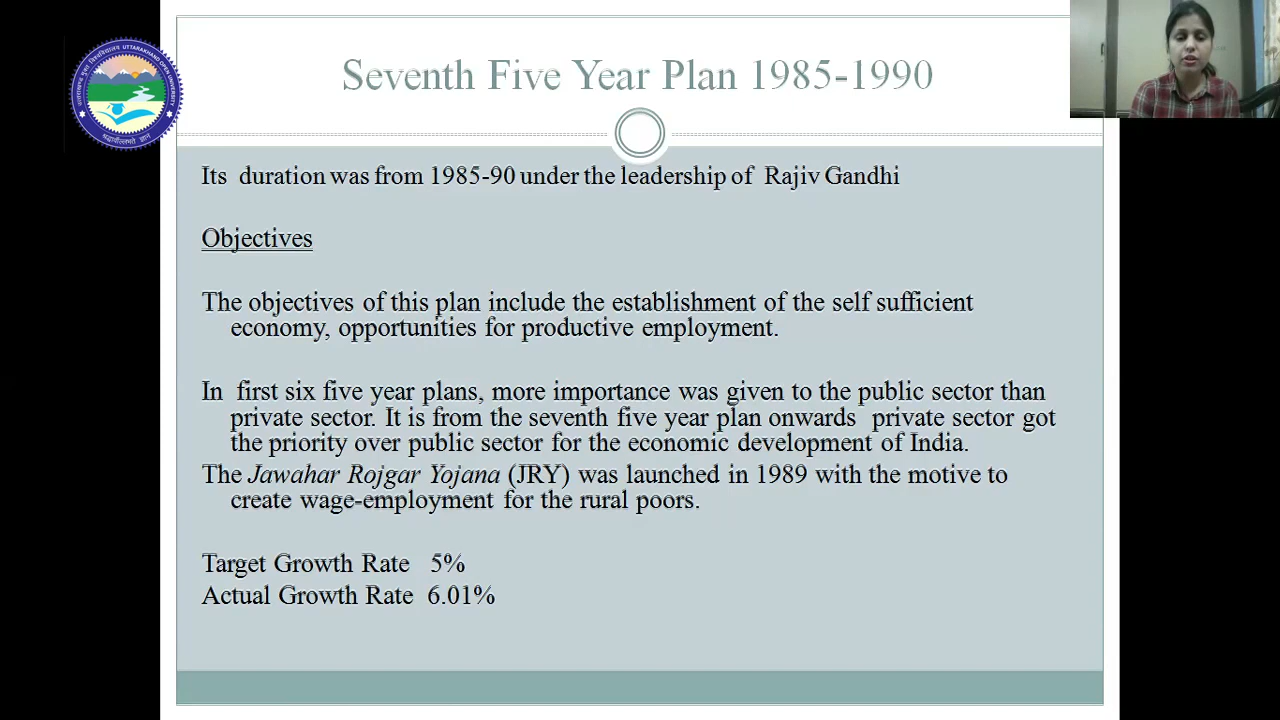 Seventh Five Year Plan 1985-1990
UTTARAKHAND OPEN UNIVERSITY
Its duration was from 1985-90 under the leadership of Rajiv Gandhi
Objectives
The objectives of this plan include the establishment of the self sufficient
economy, opportunities for productive employment.
In first six five year plans, more importance was given to the public sector than
private sector. It is from the seventh five year plan onwards private sector got
the priority over public sector for the economic development of India.
The Jawahar Rojgar Yojana (JRY) was launched in 1989 with the motive to
create wage-employment for the rural poors.
Target Growth Rate 5%
Actual Growth Rate 6.01%